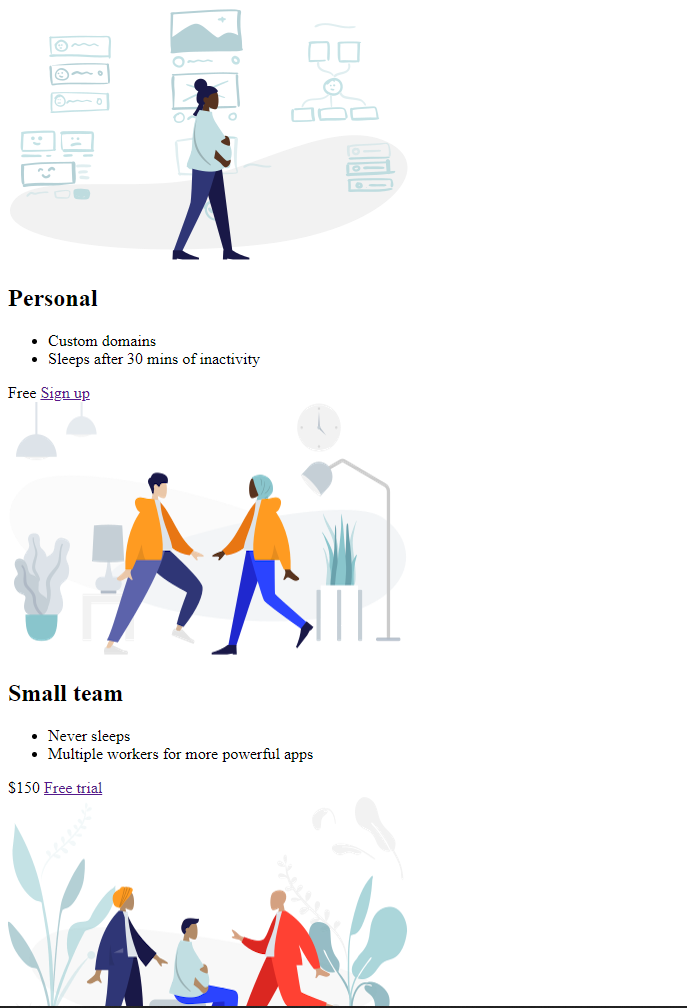 Personal
Custom domains
Sleeps after 30 mins of inactivity
Free Sign up
Small team
Never sleeps
Multiple workers for more powerful apps
$150 Free trial